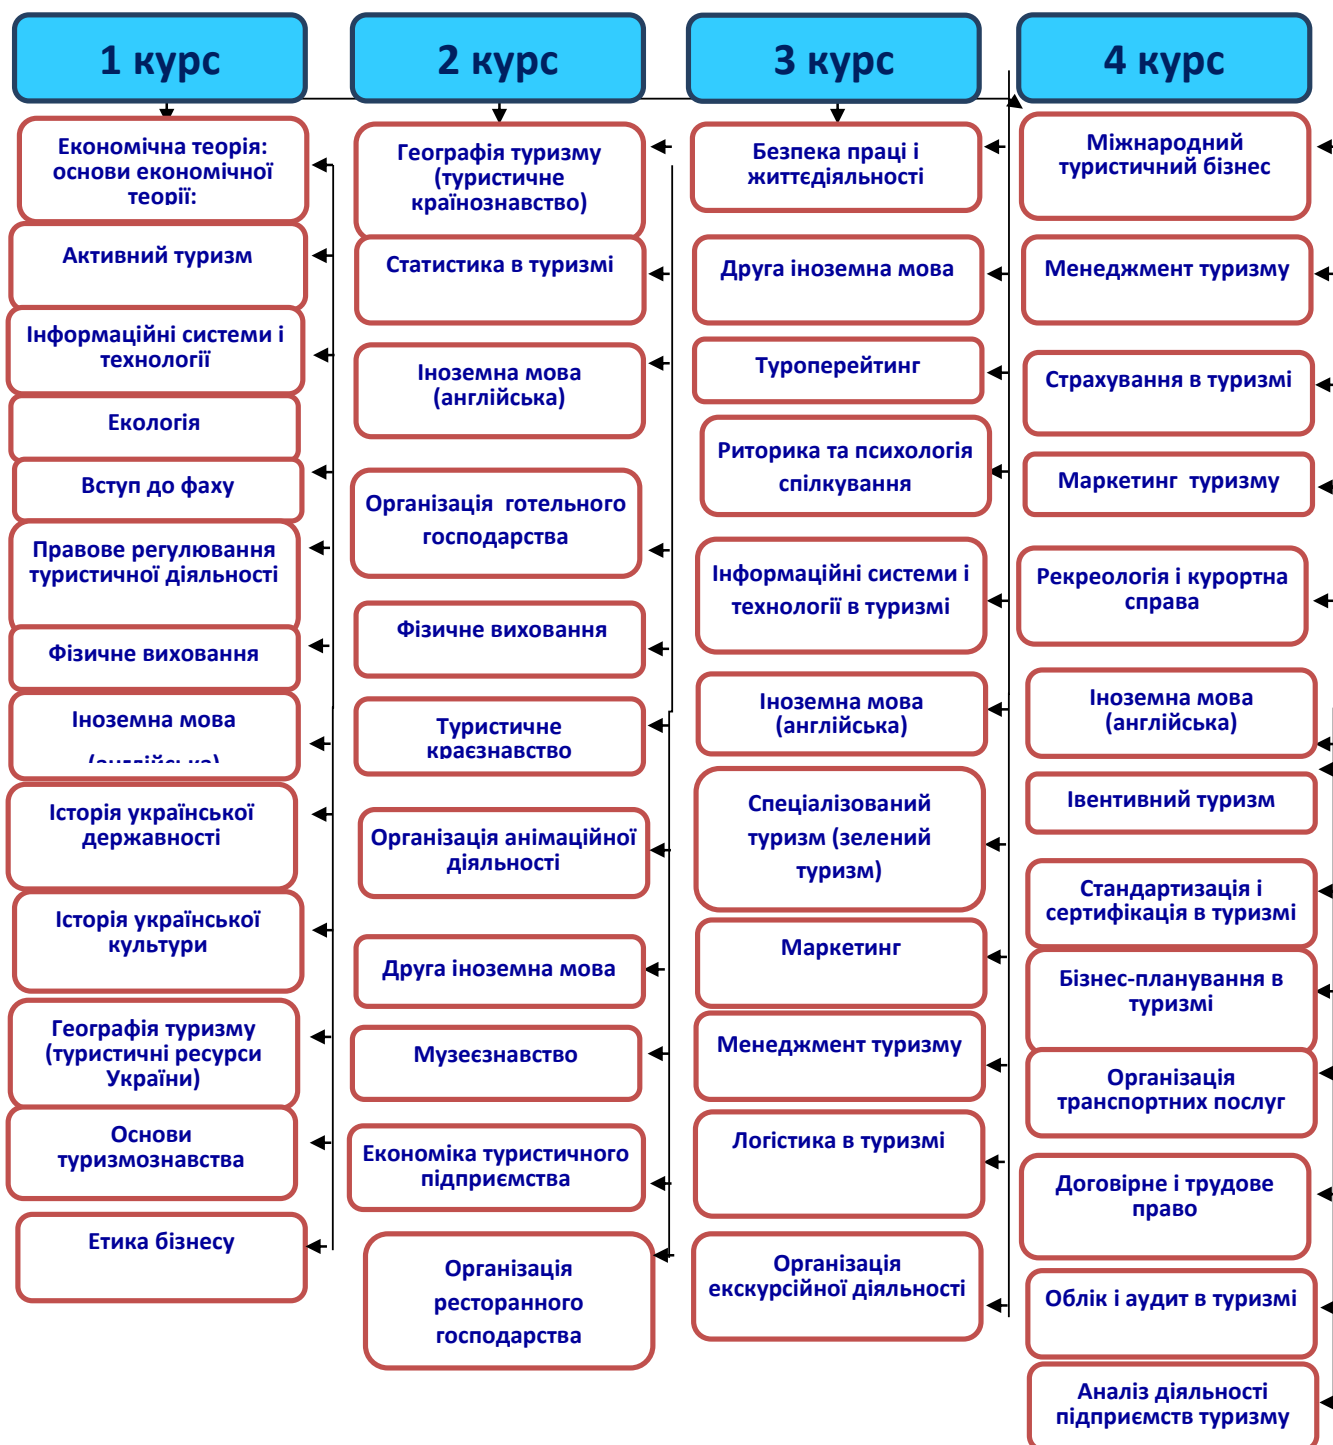 1 курс
2 курс
3 курс
4 курс
Економічна теорія:
основи економічної
теорії:
Активний туризм
Інформаційні системи і
технології
Екологія
Вступ до фаху
Правове регулювання
туристичної діяльності
Фізичне виховання
Іноземна мова
(англійська)
Історія української
державності
Історія української
культури
Географія туризму
(туристичні ресурси
України)
Основи
туризмознавства
Етика бізнесу
Географія туризму
(туристичне
країнознавство)
Статистика в туризмі
Іноземна мова
(англійська)
Організація готельного
господарства
Фізичне виховання
Туристичне
краєзнавство
Організація анімаційної
діяльності
Друга іноземна мова
Музеєзнавство
Економіка туристичного
підприємства
Організація
ресторанного
господарства
Безпека праці і
життєдіяльності
Друга іноземна мова
Туроперейтинг
Риторика та психологія
спілкування
Інформаційні системи і
технології в туризмі
Іноземна мова
(англійська)
Спеціалізований
туризм (зелений
туризм)
Маркетинг
Менеджмент туризму
Логістика в туризмі
Організація
екскурсійної діяльності
Міжнародний
туристичний бізнес
Менеджмент туризму
Страхування в туризмі
Маркетинг туризму
Рекреологія і курортна
справа
Іноземна мова
(англійська)
Івентивний туризм
Стандартизація і
сертифікація в туризмі
Бізнес-планування в
туризмі
Організація
транспортних послуг
Договірне і трудове
право
Облік і аудит в туризмі
Аналіз діяльності
підприємств туризму